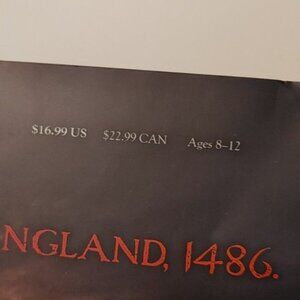 $16.99 US $22.99 CAN Ages 8–12
NGLAND, 1486.